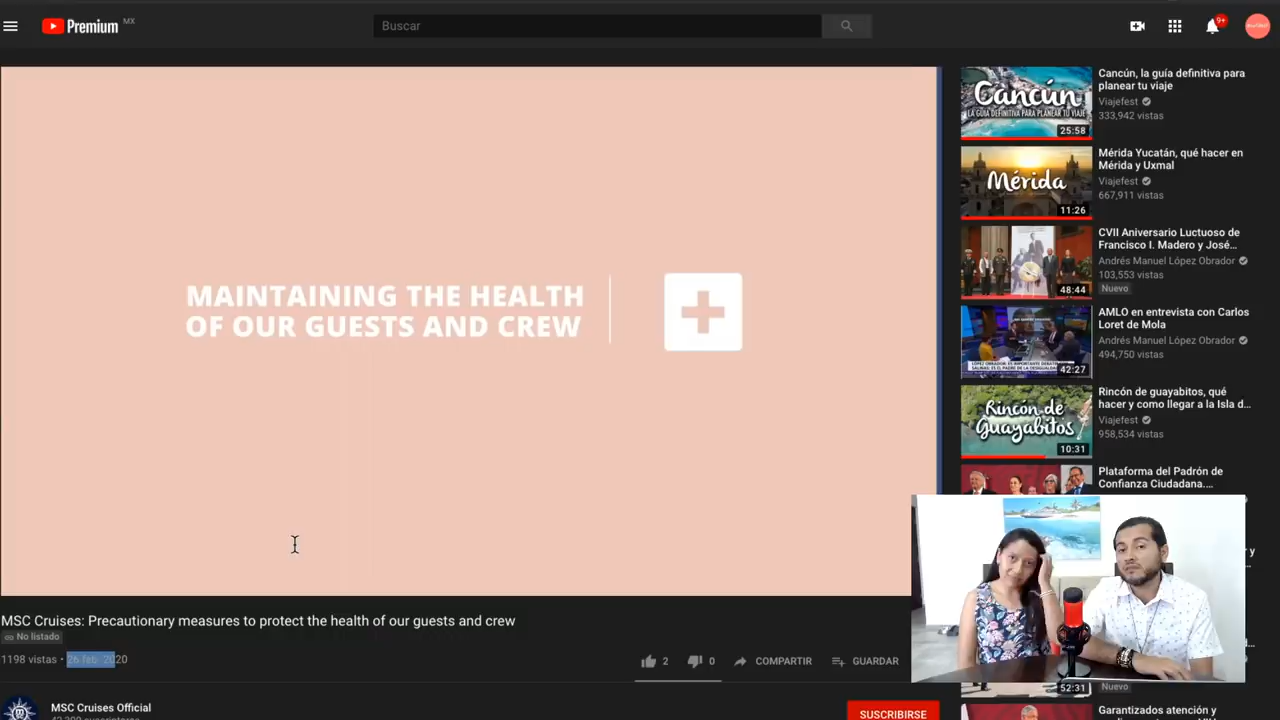 Premium MX
Buscar
9+
MAINTAINING THE HEALTH
OF OUR GUESTS AND CREW
MSC Cruises: Precautionary measures to protect the health of our guests and crew
No listado
1198 vistas • 26 feb. 2020
2
0
COMPARTIR
GUARDAR
MSC Cruises Official
SUSCRIBIRSE
Cancún
LA GUÍA DEFINITIVA PARA PLANEAR TU VIAJE
25:58
Cancún, la guía definitiva para
planear tu viaje
Viajefest
333,942 vistas
Mérida
11:26
Mérida Yucatán, qué hacer en
Mérida y Uxmal
Viajefest
667,911 vistas
48:44
CVII Aniversario Luctuoso de
Francisco I. Madero y José...
Andrés Manuel López Obrador
103,553 vistas
Nuevo
42:27
AMLO en entrevista con Carlos
Loret de Mola
Andrés Manuel López Obrador
494,750 vistas
Rincón de
Guayabitos
10:31
Rincón de guayabitos, qué
hacer y como llegar a la Isla d...
Viajefest
958,534 vistas
Plataforma del Padrón de
Confianza Ciudadana....
52:31
Nuevo
Garantizados atención y